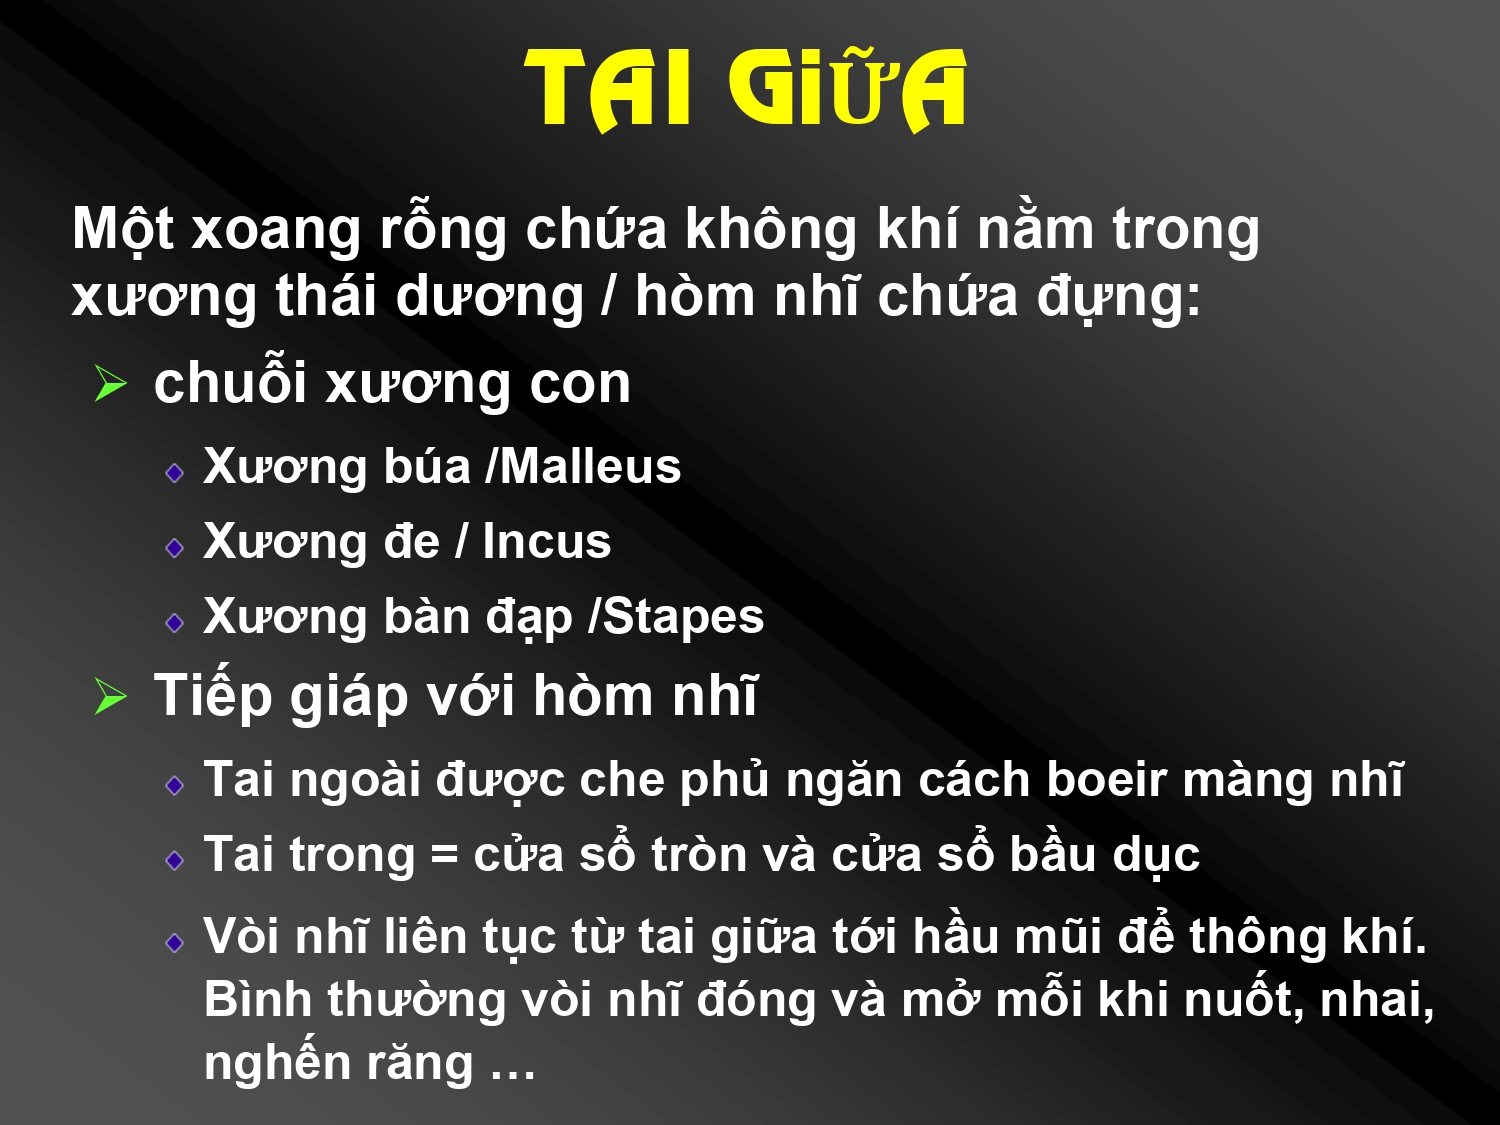 TAI GiỮA
Một xoang rỗng chứa không khí nằm trong
xương thái dương / hòm nhĩ chứa đựng:
chuỗi xương con
Xương búa /Malleus
Xương đe / Incus
Xương bàn đạp /Stapes
Tiếp giáp với hòm nhĩ
Tai ngoài được che phủ ngăn cách boeir màng nhĩ
Tai trong = cửa sổ tròn và cửa sổ bầu dục
Vòi nhĩ liên tục từ tai giữa tới hầu mũi để thông khí.
Bình thường vòi nhĩ đóng và mở mỗi khi nuốt, nhai,
nghến răng …